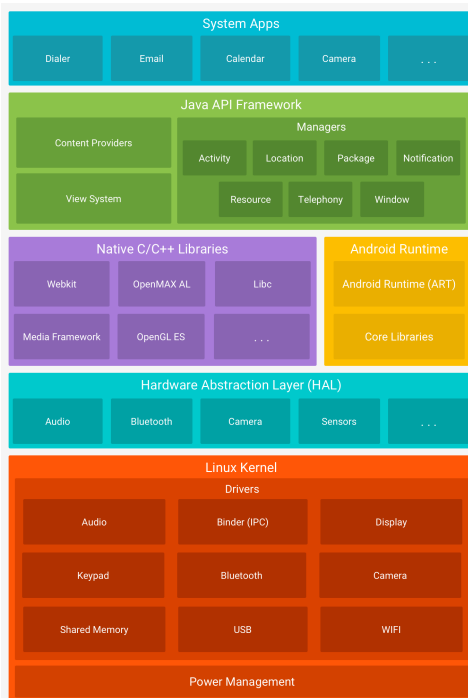 System Apps
Dialer
Email
Calendar
Camera
. . .
Java API Framework
Content Providers
View System
Managers
Activity
Location
Package
Notification
Resource
Telephony
Window
Native C/C++ Libraries
Webkit
OpenMAX AL
Libc
Media Framework
OpenGL ES
. . .
Android Runtime
Android Runtime (ART)
Core Libraries
Hardware Abstraction Layer (HAL)
Audio
Bluetooth
Camera
Sensors
. . .
Linux Kernel
Drivers
Audio
Binder (IPC)
Display
Keypad
Bluetooth
Camera
Shared Memory
USB
WIFI
Power Management